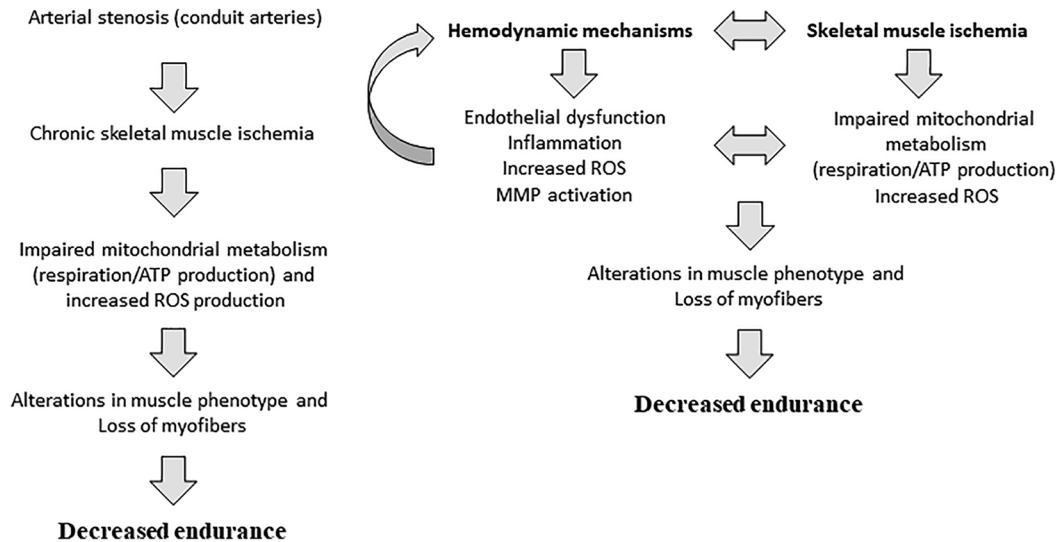 Arterial stenosis (conduit arteries)
Chronic skeletal muscle ischemia
Impaired mitochondrial metabolism
(respiration/ATP production) and
increased ROS production
Alterations in muscle phenotype and
Loss of myofibers
Decreased endurance
Hemodynamic mechanisms
Skeletal muscle ischemia
Endothelial dysfunction
Inflammation
Increased ROS
MMP activation
Impaired mitochondrial
metabolism
(respiration/ATP production)
Increased ROS
Alterations in muscle phenotype and
Loss of myofibers
Decreased endurance